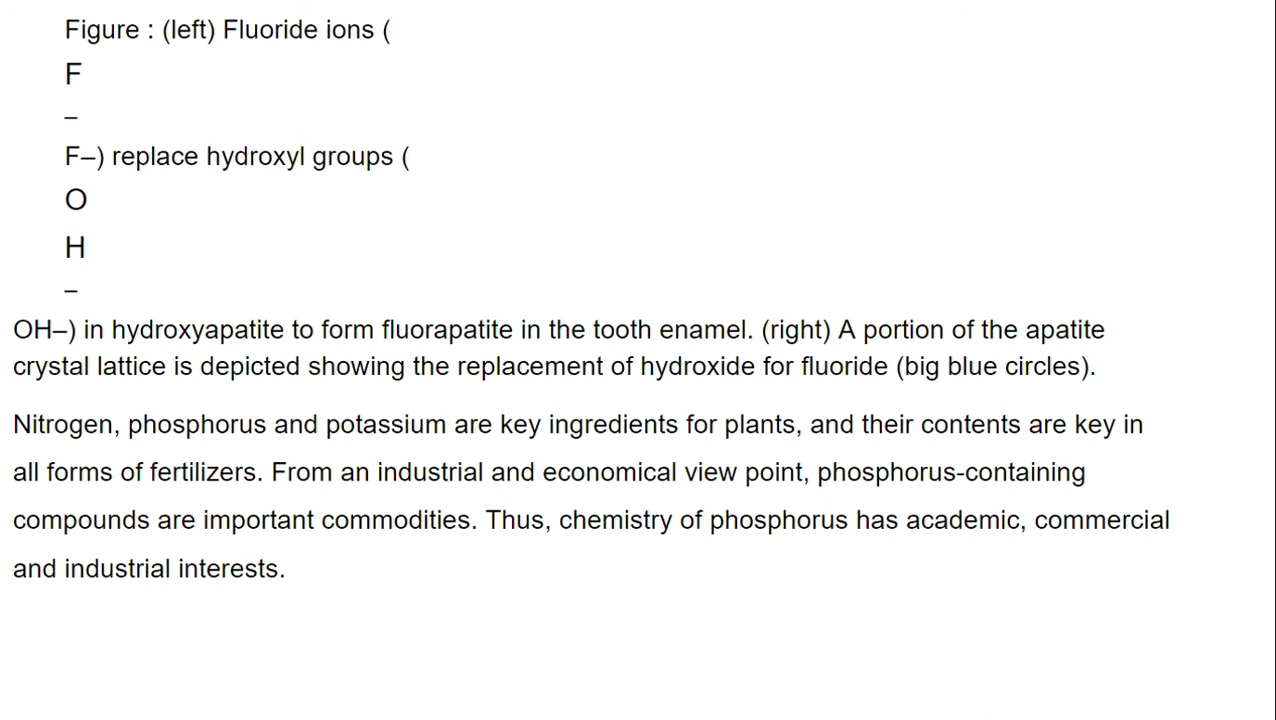 Figure : (left) Fluoride ions (
F
–
F–) replace hydroxyl groups (
O
H
–
OH–) in hydroxyapatite to form fluorapatite in the tooth enamel. (right) A portion of the apatite
crystal lattice is depicted showing the replacement of hydroxide for fluoride (big blue circles).
Nitrogen, phosphorus and potassium are key ingredients for plants, and their contents are key in
all forms of fertilizers. From an industrial and economical view point, phosphorus-containing
compounds are important commodities. Thus, chemistry of phosphorus has academic, commercial
and industrial interests.